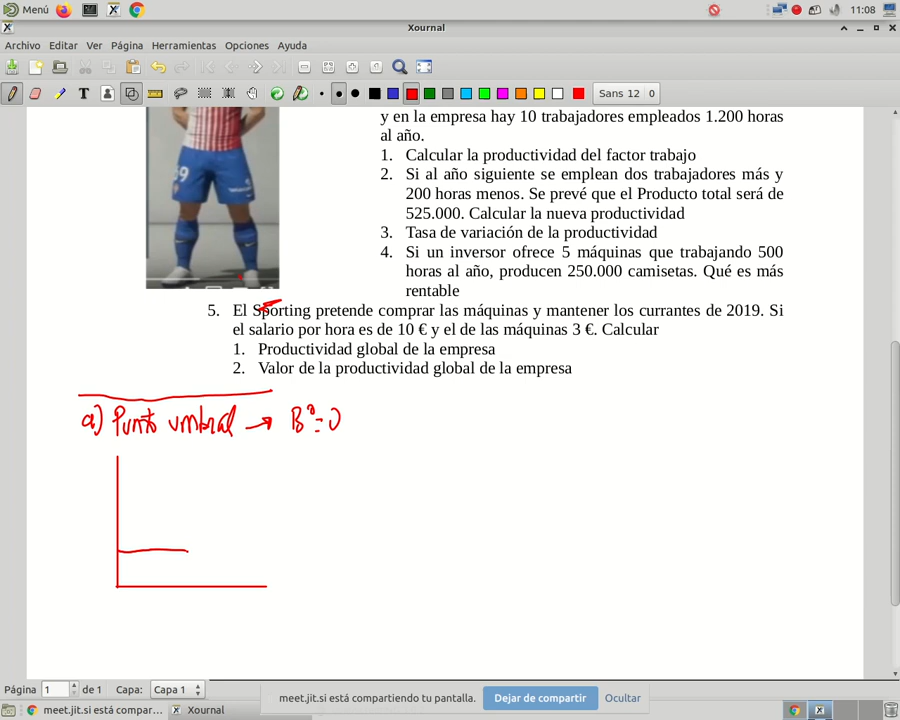 Menú
11:08
Xournal
Archivo Editar Ver Página Herramientas Opciones Ayuda
Sans 12 0
y en la empresa hay 10 trabajadores empleados 1.200 horas
al año.
1. Calcular la productividad del factor trabajo
2. Si al año siguiente se emplean dos trabajadores más y
200 horas menos. Se prevé que el Producto total será de
525.000. Calcular la nueva productividad
3. Tasa de variación de la productividad
4. Si un inversor ofrece 5 máquinas que trabajando 500
horas al año, producen 250.000 camisetas. Qué es más
rentable
5. El Sporting pretende comprar las máquinas y mantener los currantes de 2019. Si
el salario por hora es de 10 € y el de las máquinas 3 €. Calcular
1. Productividad global de la empresa
2. Valor de la productividad global de la empresa
a) Punto umbral → Bº=0
Página 1 de 1 Capa: Capa 1
meet.jit.si está compartiendo tu pantalla. Dejar de compartir Ocultar
meet.jit.si está compar... Xournal